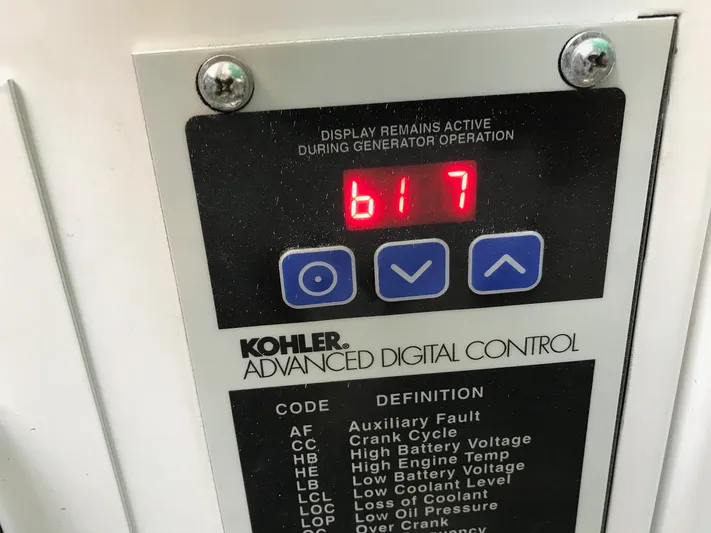 DISPLAY REMAINS ACTIVE
DURING GENERATOR OPERATION
b1 7
KOHLER®
ADVANCED DIGITAL CONTROL
CODE DEFINITION
AF Auxiliary Fault
CC Crank Cycle
HB High Battery Voltage
HE High Engine Temp
LB Low Battery Voltage
LCL Low Coolant Level
LOC Loss of Coolant
LOP Low Oil Pressure
Over Crank